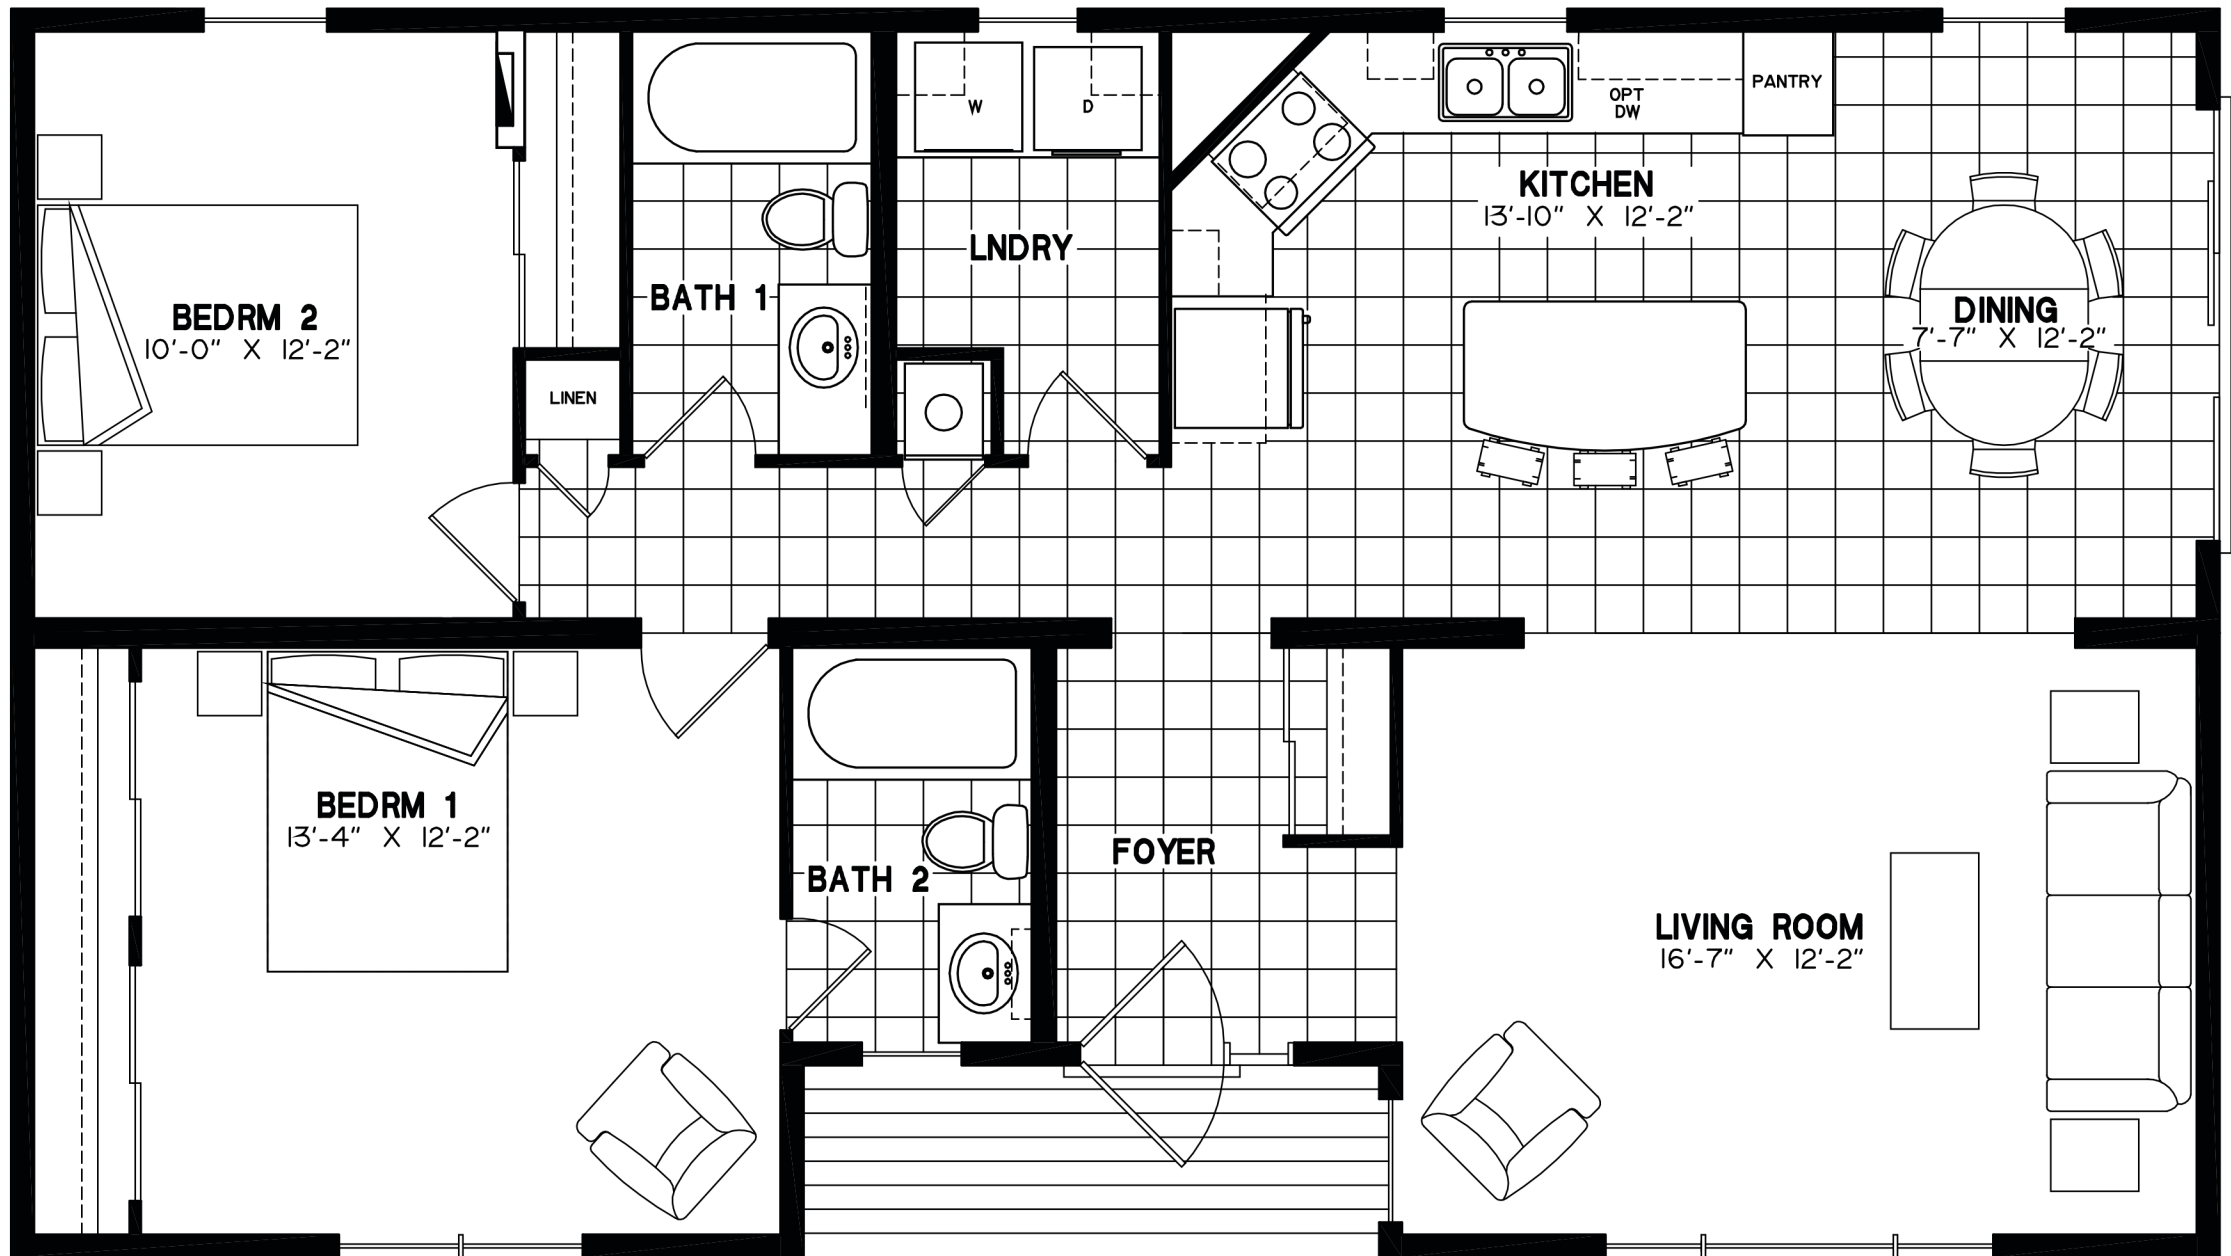 W
D
OPT
DW
PANTRY
KITCHEN
13'-10" X 12'-2"
LNDRY
BATH 1
BEDRM 2
10'-0" X 12'-2"
DINING
7'-7" X 12'-2"
LINEN
BEDRM 1
13'-4" X 12'-2"
BATH 2
FOYER
LIVING ROOM
16'-7" X 12'-2"